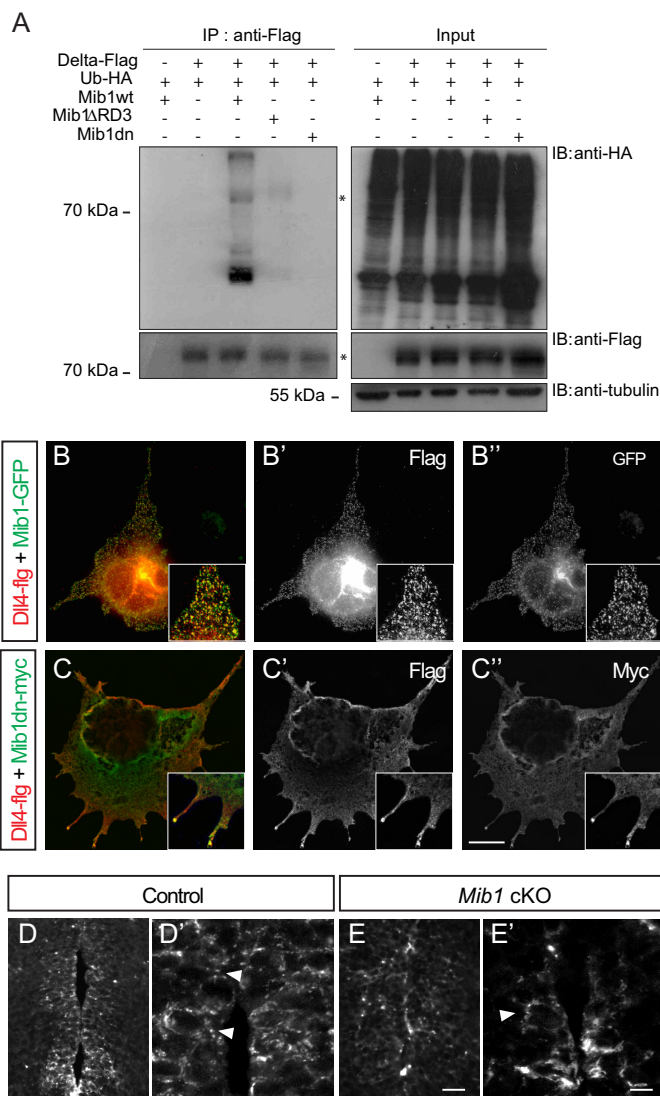 A
IP : anti-Flag Input
Delta-Flag - + + + + - + + + +
Ub-HA + + + + + + + + + +
Mib1wt + - + - - + - + - -
Mib1ΔRD3 - - - + - - - - + -
Mib1dn - - - - + - - - - +
IB:anti-HA
70 kDa – *
IB:anti-Flag
70 kDa – *
55 kDa – IB:anti-tubulin
Dll4-flg + Mib1-GFP
B B' Flag B'' GFP
Dll4-flg + Mib1dn-myc
C C' Flag C'' Myc
Control Mib1 cKO
D D' E E'